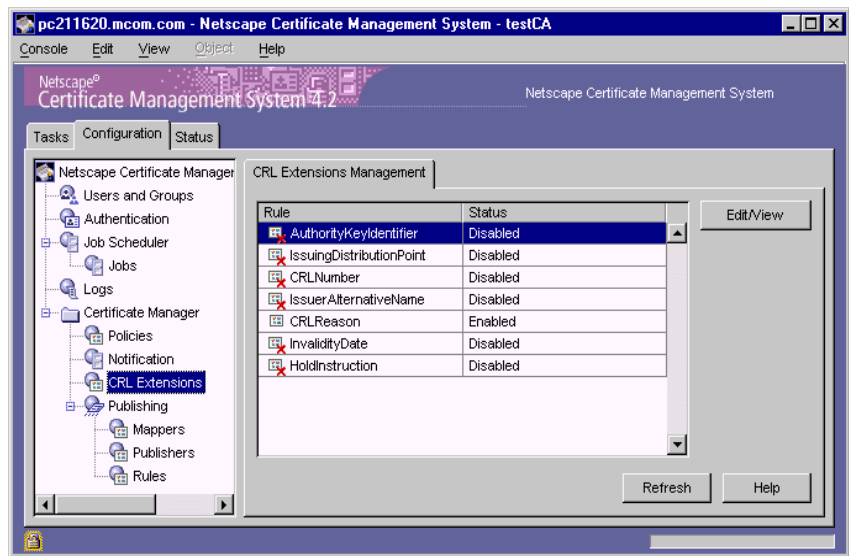 pc211620.mcom.com - Netscape Certificate Management System - testCA
Console Edit View Object Help
Netscape®
Certificate Management System 4.2
Netscape Certificate Management System
Tasks Configuration Status
Netscape Certificate Manager
Users and Groups
Authentication
Job Scheduler
Jobs
Logs
Certificate Manager
Policies
Notification
CRL Extensions
Publishing
Mappers
Publishers
Rules
CRL Extensions Management
Rule Status
AuthorityKeyIdentifier Disabled
IssuingDistributionPoint Disabled
CRLNumber Disabled
IssuerAlternativeName Disabled
CRLReason Enabled
InvalidityDate Disabled
HoldInstruction Disabled
Edit/View
Refresh Help